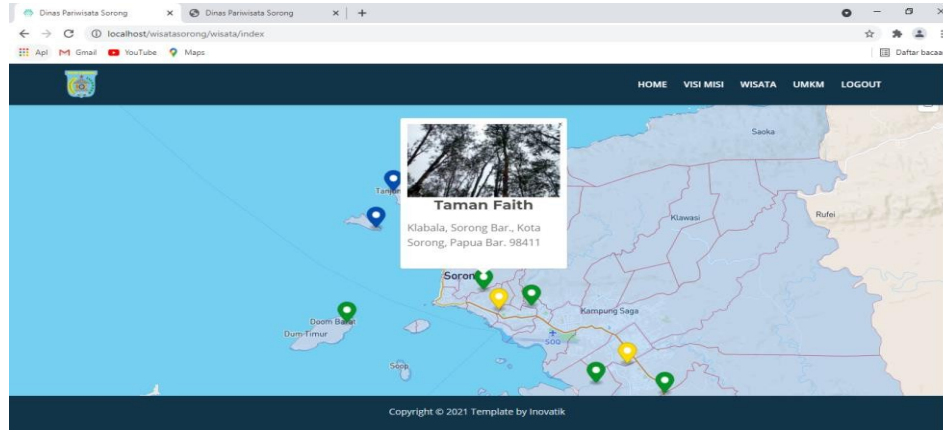 Dinas Pariwisata Sorong
Dinas Pariwisata Sorong
localhost/wisatasorong/wisata/index
Apl Gmail YouTube Maps
Daftar bacaa
HOME VISI MISI WISATA UMKM LOGOUT
Saoka
Tanjun
Taman Faith
Klawasi
Rufei
Klabala, Sorong Bar., Kota
Sorong, Papua Bar. 98411
Soron
Kampung Saga
Doom Barat
Dum Timur
SOQ
Soop
Copyright © 2021 Template by Inovatik